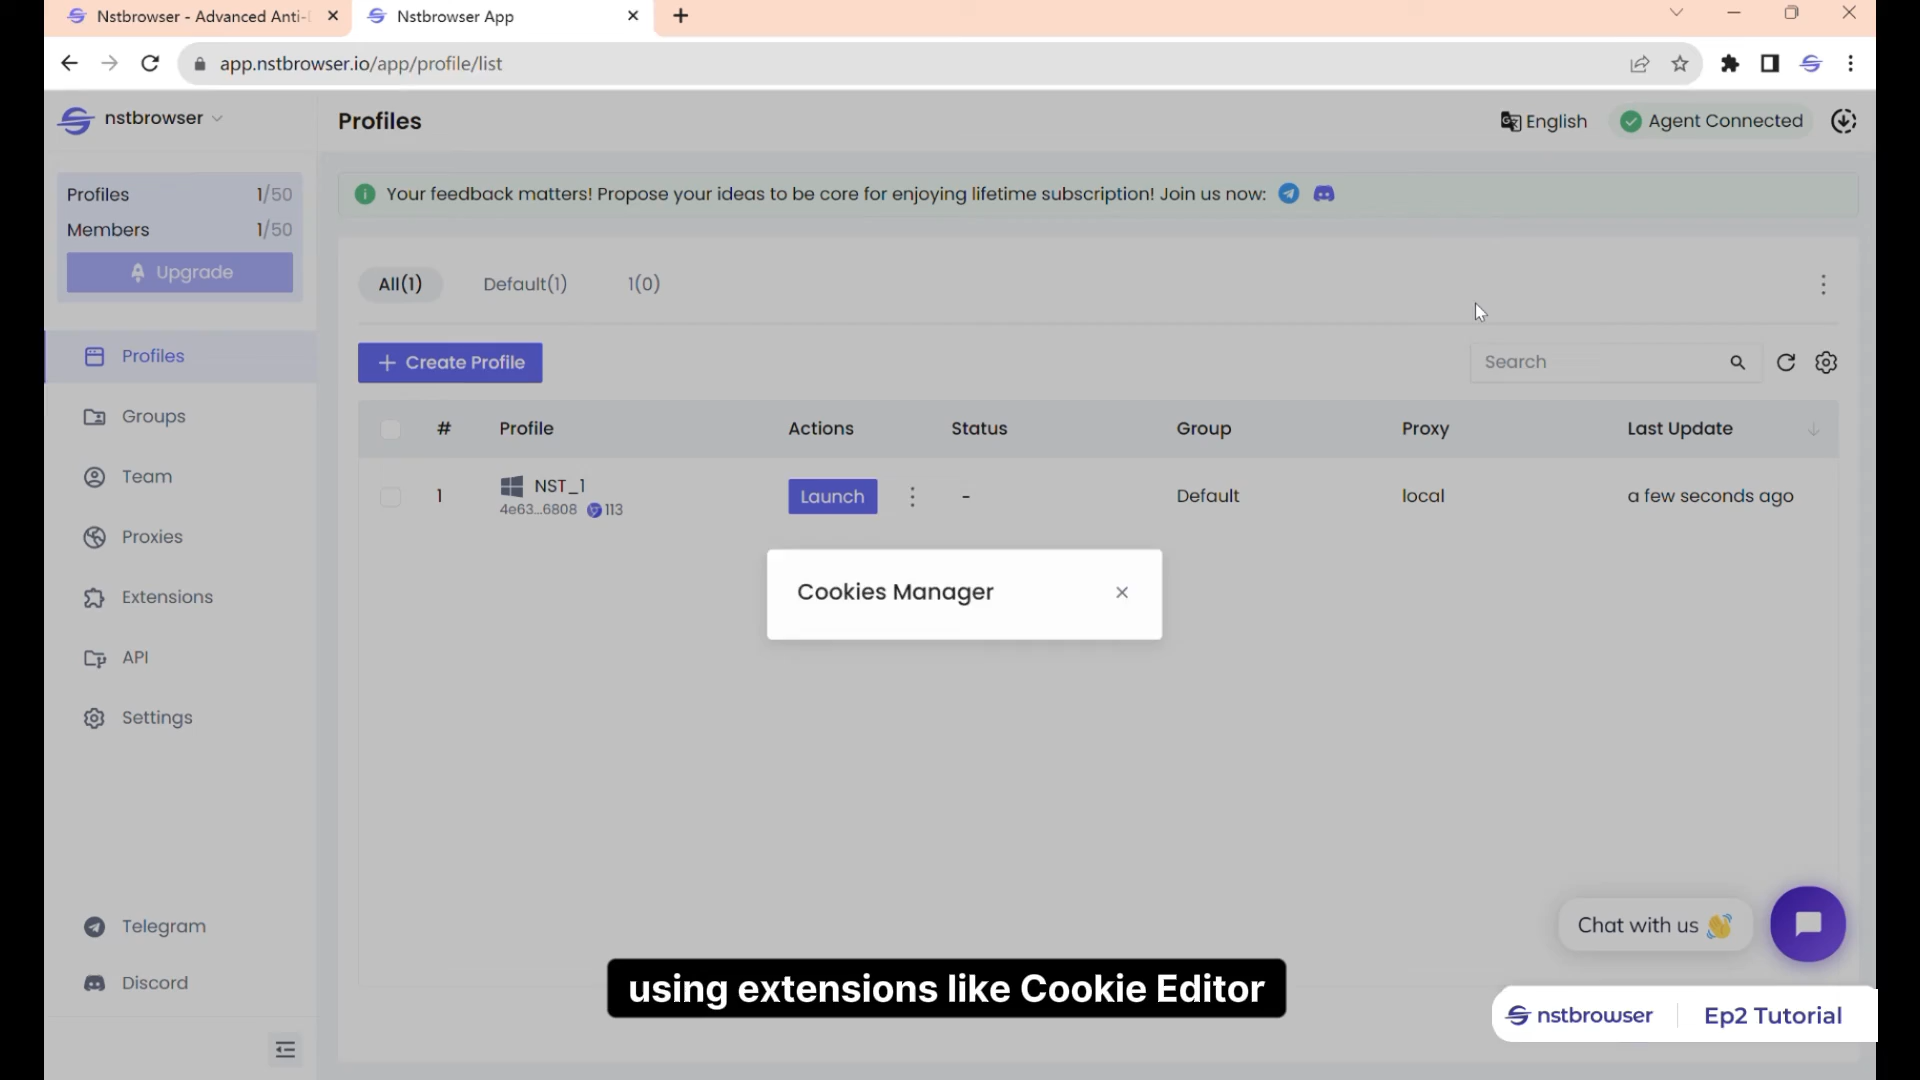 Nstbrowser - Advanced Anti-
Nstbrowser App
app.nstbrowser.io/app/profile/list
nstbrowser
Profiles
English
Agent Connected
Profiles 1/50
Members 1/50
Upgrade
Your feedback matters! Propose your ideas to be core for enjoying lifetime subscription! Join us now:
All(1) Default(1) 1(0)
Create Profile
Search
Profiles
Groups
Team
Proxies
Extensions
API
Settings
Telegram
Discord
# Profile Actions Status Group Proxy Last Update
1 NST_1 Launch - Default local a few seconds ago
4e63...6808 113
Cookies Manager
Chat with us 👋
using extensions like Cookie Editor
nstbrowser Ep2 Tutorial